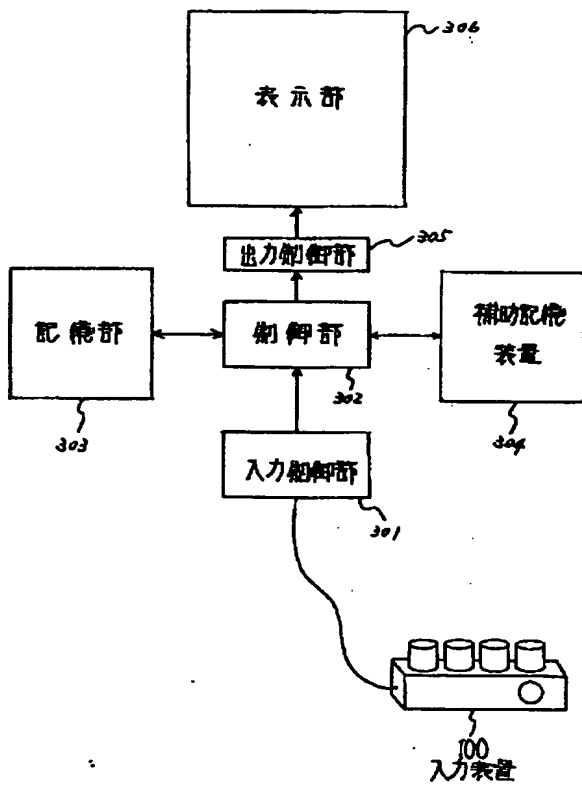 306
表示部
305
出力制御部
記憶部
制御部
補助記憶
装置
302
303
304
入力制御部
301
100
入力装置